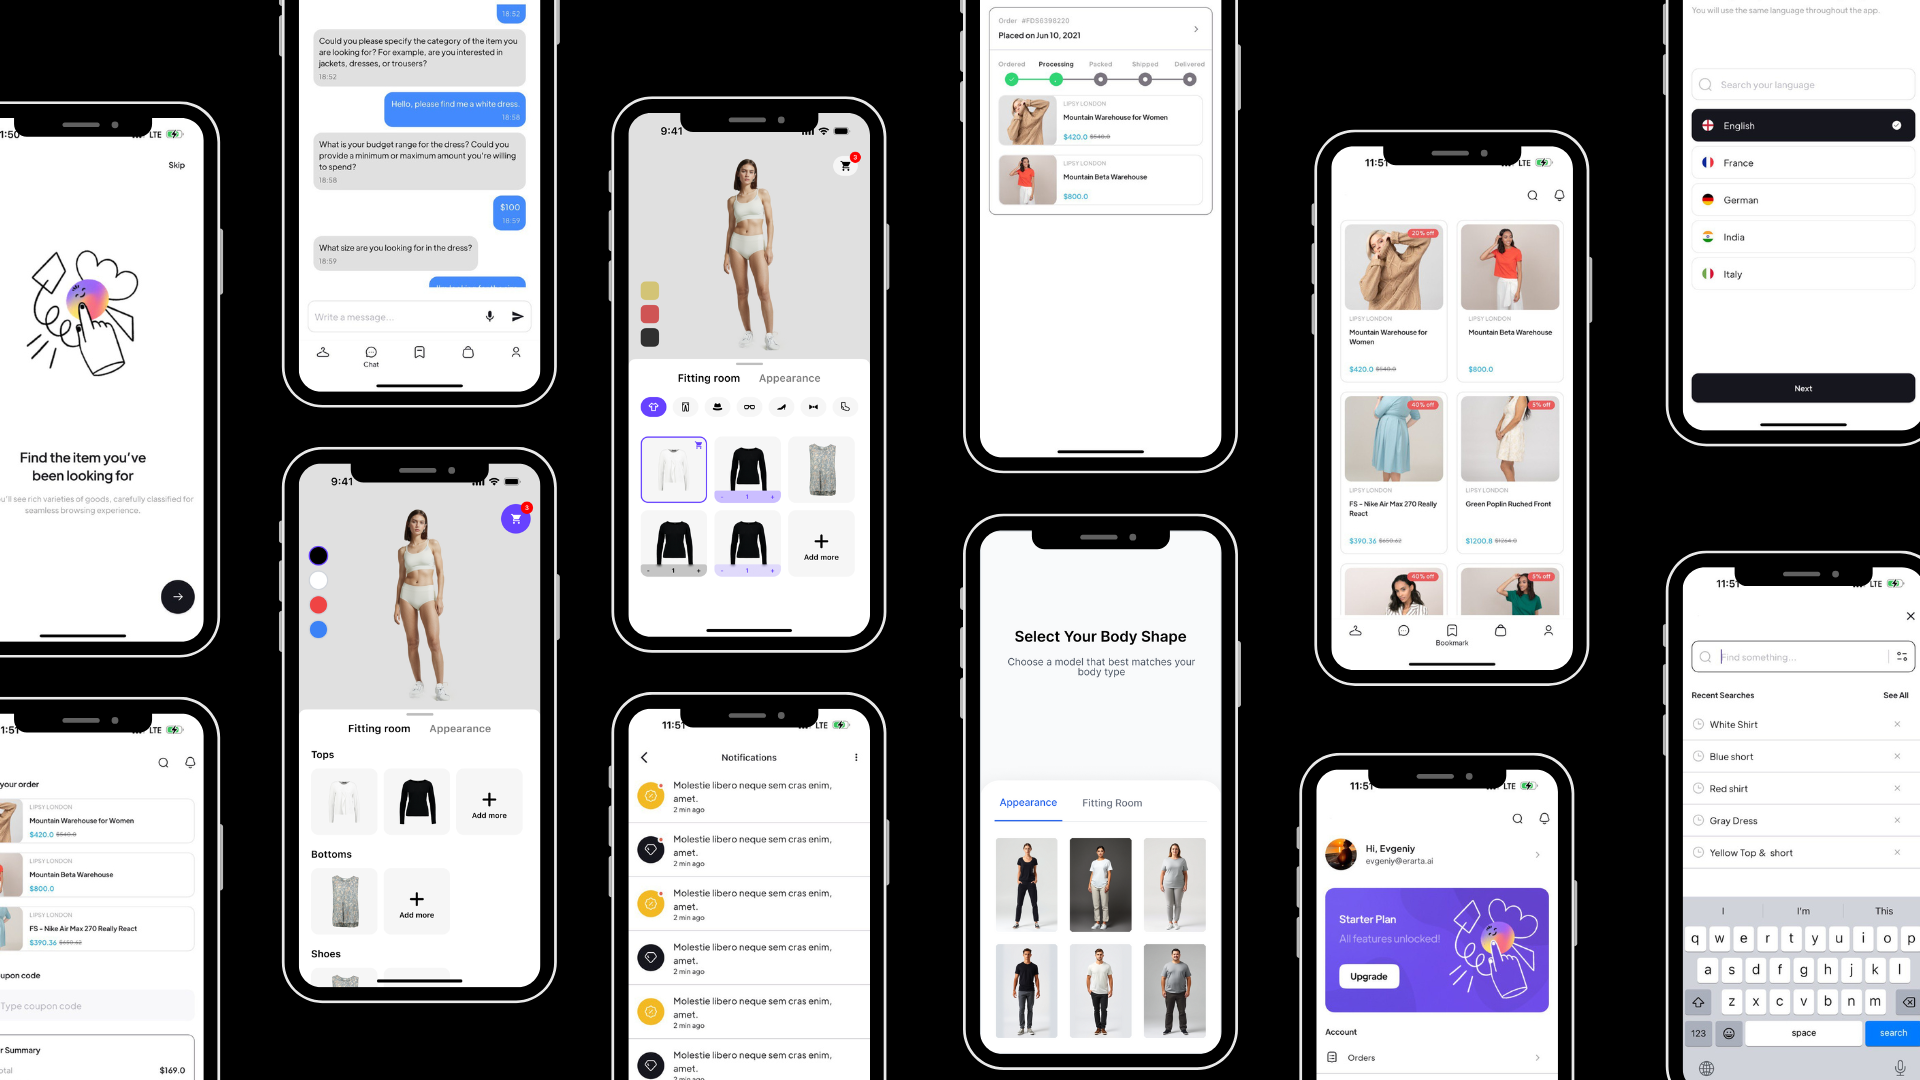 1:50
LTE
Skip
Find the item you've
been looking for
u'll see rich varieties of goods, carefully classified for
seamless browsing experience.
1:51
LTE
your order
LIPSY LONDON
Mountain Warehouse for Women
$420.0 $540.0
LIPSY LONDON
Mountain Beta Warehouse
$800.0
LIPSY LONDON
FS - Nike Air Max 270 Really React
$390.36 $650.62
upon code
Type coupon code
r Summary
otal
$169.0
18:52
Could you please specify the category of the item you
are looking for? For example, are you interested in
jackets, dresses, or trousers?
18:52
Hello, please find me a white dress.
18:58
What is your budget range for the dress? Could you
provide a minimum or maximum amount you're willing
to spend?
18:58
$100
18:59
What size are you looking for in the dress?
18:59
Write a message...
Chat
9:41
3
Fitting room
Appearance
Tops
Add more
Bottoms
Add more
Shoes
9:41
3
Fitting room
Appearance
- 1 +
- 1 +
- 1 +
Add more
11:51
LTE
Notifications
Molestie libero neque sem cras enim,
amet.
2 min ago
Molestie libero neque sem cras enim,
amet.
2 min ago
Molestie libero neque sem cras enim,
amet.
2 min ago
Molestie libero neque sem cras enim,
amet.
2 min ago
Molestie libero neque sem cras enim,
amet.
2 min ago
Molestie libero neque sem cras enim,
amet.
2 min ago
Order #FDS6398220
Placed on Jun 10, 2021
Ordered
Processing
Packed
Shipped
Delivered
LIPSY LONDON
Mountain Warehouse for Women
$420.0 $540.0
LIPSY LONDON
Mountain Beta Warehouse
$800.0
Select Your Body Shape
Choose a model that best matches your
body type
Appearance
Fitting Room
11:51
LTE
20% off
LIPSY LONDON
Mountain Warehouse for
Women
$420.0 $540.0
LIPSY LONDON
Mountain Beta Warehouse
$800.0
40% off
LIPSY LONDON
FS - Nike Air Max 270 Really
React
$390.36 $650.62
5% off
LIPSY LONDON
Green Poplin Ruched Front
$1200.8 $1264.0
40% off
5% off
Bookmark
11:51
LTE
Hi, Evgeniy
evgeniy@erarta.ai
Starter Plan
All features unlocked!
Upgrade
Account
Orders
You will use the same language throughout the app.
Search your language
English
France
German
India
Italy
Next
11:51
LTE
Find something...
Recent Searches
See All
White Shirt
Blue short
Red shirt
Gray Dress
Yellow Top & short
I
I'm
This
q w e r t y u i o p
a s d f g h j k l
z x c v b n m
123
space
search